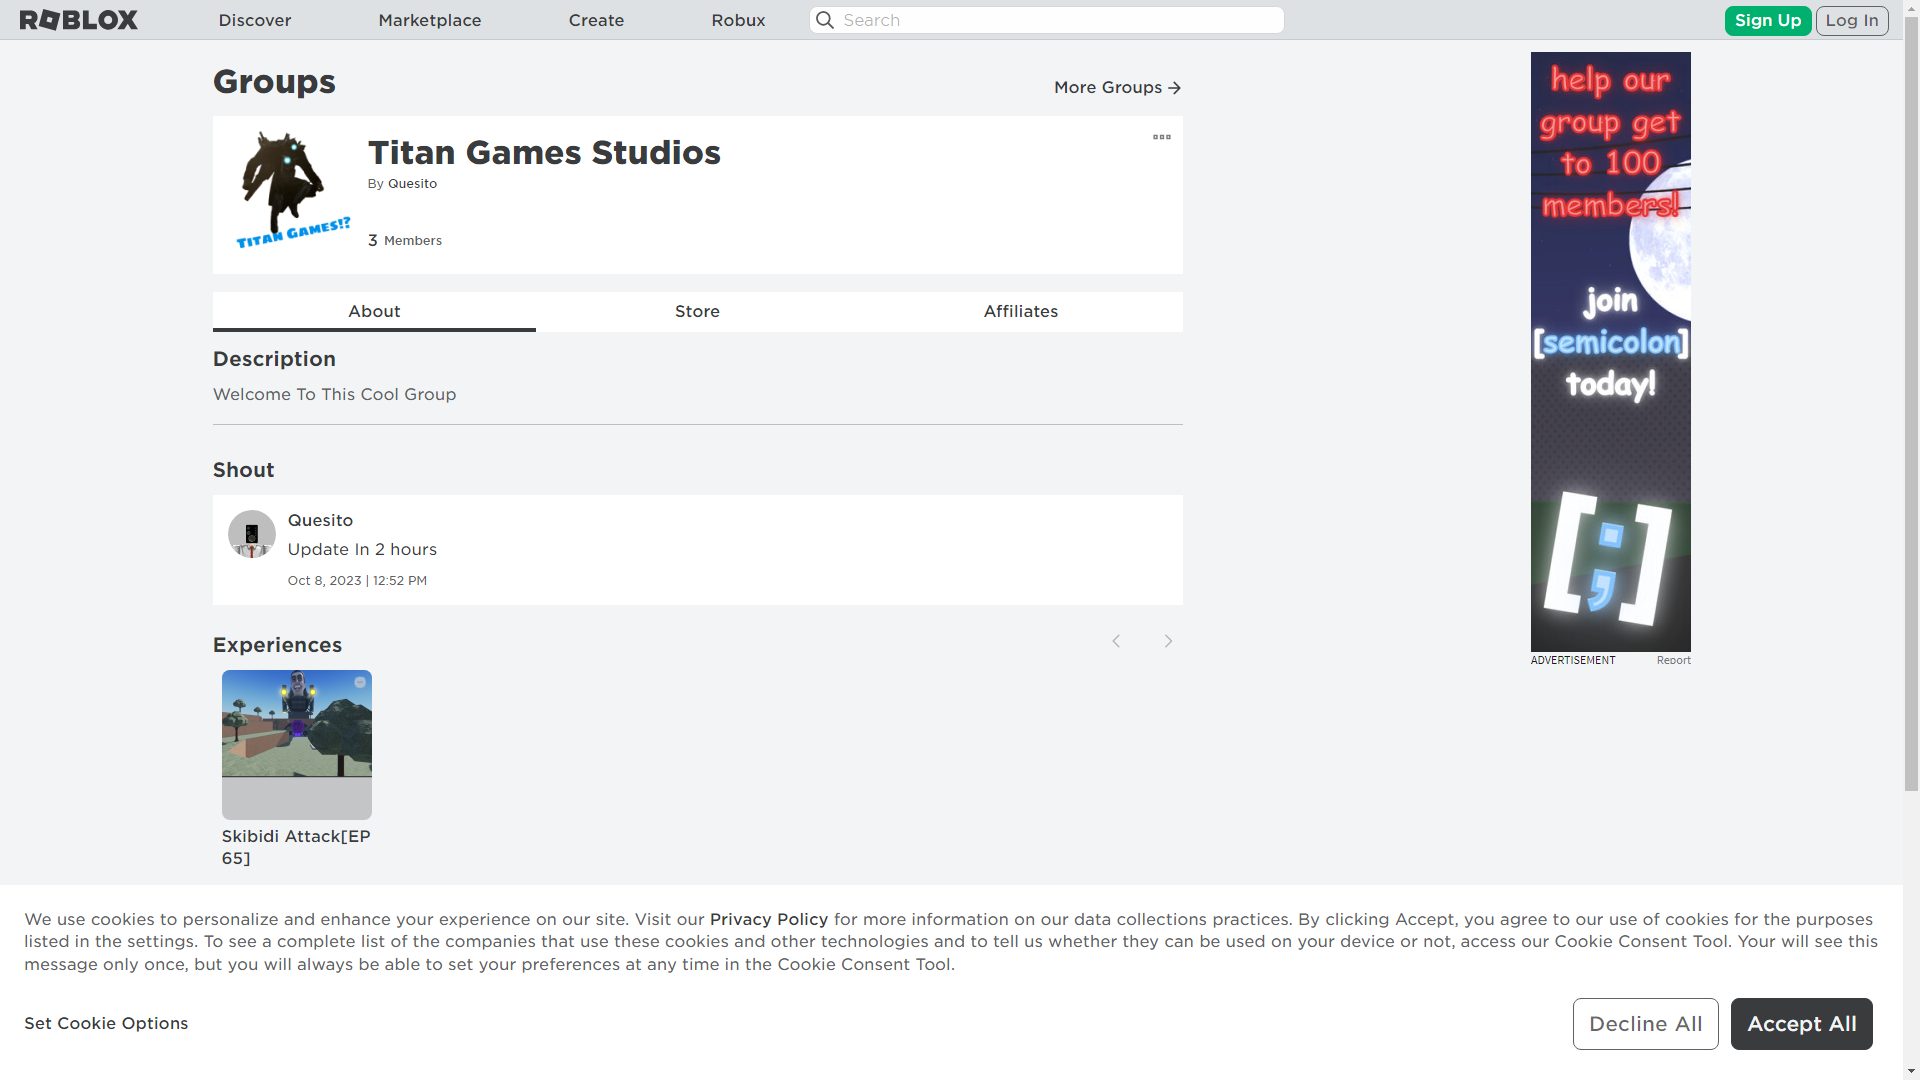 ROBLOX
Discover
Marketplace
Create
Robux
Search
Sign Up
Log In
Groups
More Groups
TITAN GAMES!?
Titan Games Studios
By Quesito
3 Members
About
Store
Affiliates
Description
Welcome To This Cool Group
Shout
Quesito
Update In 2 hours
Oct 8, 2023 | 12:52 PM
Experiences
Skibidi Attack[EP
65]
help our
group get
to 100
members!
join
[semicolon]
today!
[;]
ADVERTISEMENT
Report
We use cookies to personalize and enhance your experience on our site. Visit our Privacy Policy for more information on our data collections practices. By clicking Accept, you agree to our use of cookies for the purposes
listed in the settings. To see a complete list of the companies that use these cookies and other technologies and to tell us whether they can be used on your device or not, access our Cookie Consent Tool. Your will see this
message only once, but you will always be able to set your preferences at any time in the Cookie Consent Tool.
Set Cookie Options
Decline All
Accept All